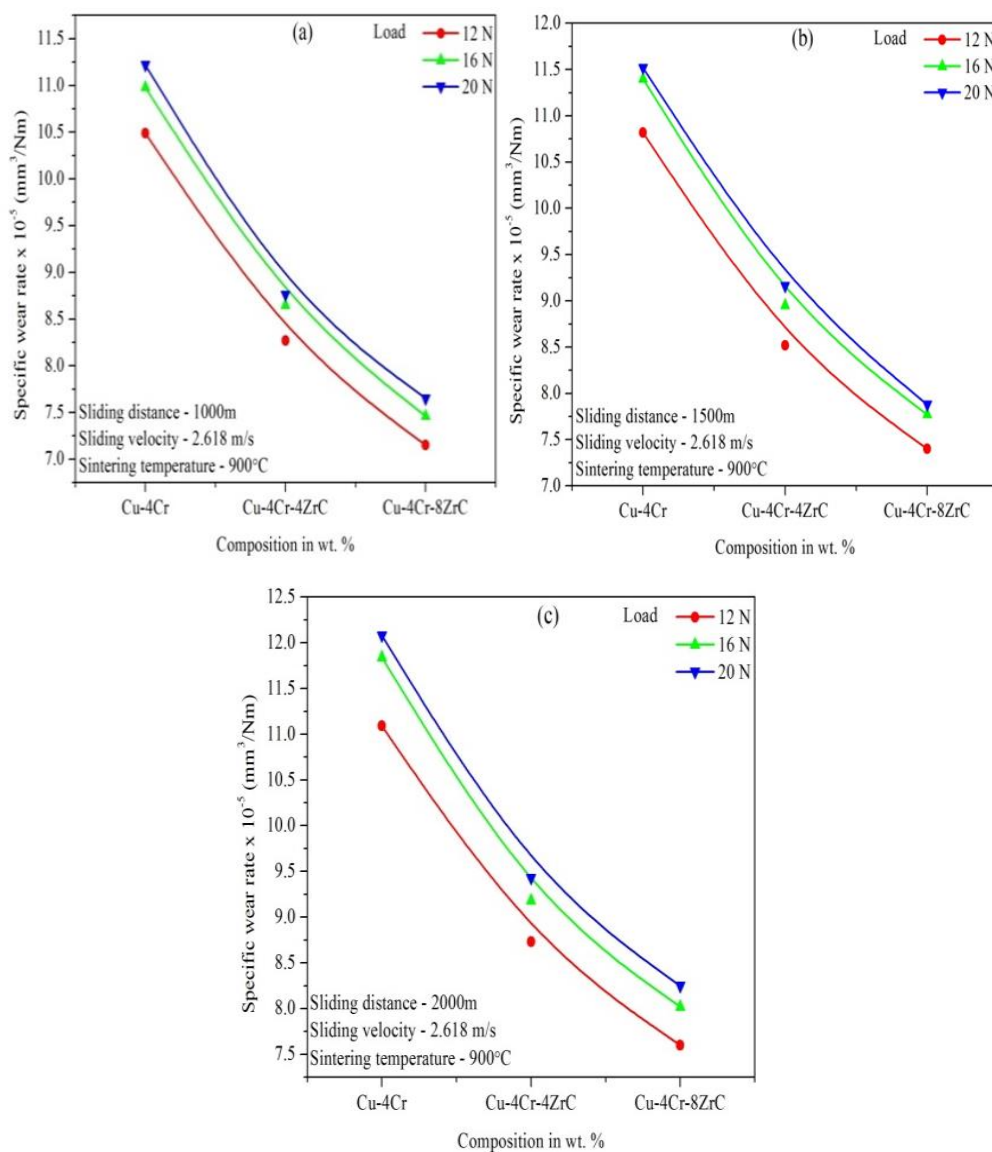 (a)
Load
12 N
16 N
20 N
11.5
11.0
10.5
10.0
9.5
9.0
8.5
8.0
7.5
7.0
Specific wear rate x 10⁻⁵ (mm³/Nm)
Sliding distance - 1000m
Sliding velocity - 2.618 m/s
Sintering temperature - 900°C
Cu-4Cr Cu-4Cr-4ZrC Cu-4Cr-8ZrC
Composition in wt. %
(b)
Load
12 N
16 N
20 N
12.0
11.5
11.0
10.5
10.0
9.5
9.0
8.5
8.0
7.5
7.0
Specific wear rate x 10⁻⁵ (mm³/Nm)
Sliding distance - 1500m
Sliding velocity - 2.618 m/s
Sintering temperature - 900°C
Cu-4Cr Cu-4Cr-4ZrC Cu-4Cr-8ZrC
Composition in wt. %
(c)
Load
12 N
16 N
20 N
12.5
12.0
11.5
11.0
10.5
10.0
9.5
9.0
8.5
8.0
7.5
Specific wear rate x 10⁻⁵ (mm³/Nm)
Sliding distance - 2000m
Sliding velocity - 2.618 m/s
Sintering temperature - 900°C
Cu-4Cr Cu-4Cr-4ZrC Cu-4Cr-8ZrC
Composition in wt. %